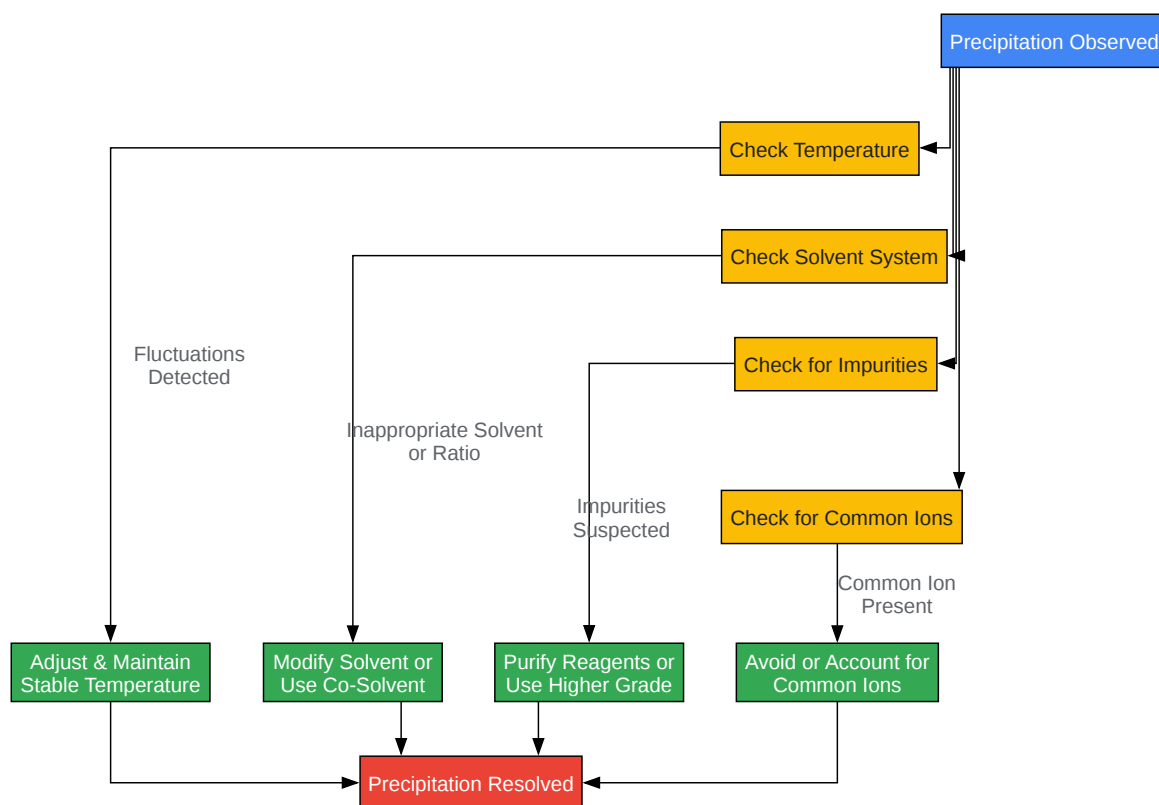 Precipitation Observed
Check Temperature
Check Solvent System
Check for Impurities
Fluctuations
Detected
Inappropriate Solvent
or Ratio
Impurities
Suspected
Check for Common Ions
Common Ion
Present
Adjust & Maintain
Stable Temperature
Modify Solvent or
Use Co-Solvent
Purify Reagents or
Use Higher Grade
Avoid or Account for
Common Ions
Precipitation Resolved